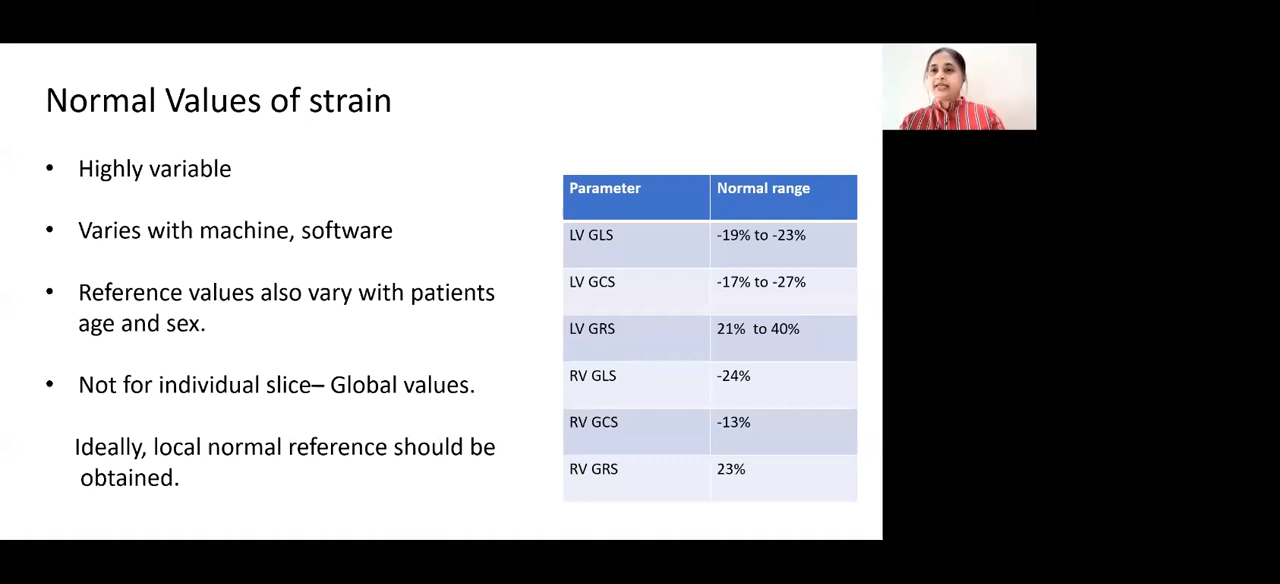 Normal Values of strain
• Highly variable
• Varies with machine, software
• Reference values also vary with patients
age and sex.
• Not for individual slice– Global values.
Ideally, local normal reference should be
obtained.
Parameter Normal range
LV GLS -19% to -23%
LV GCS -17% to -27%
LV GRS 21% to 40%
RV GLS -24%
RV GCS -13%
RV GRS 23%